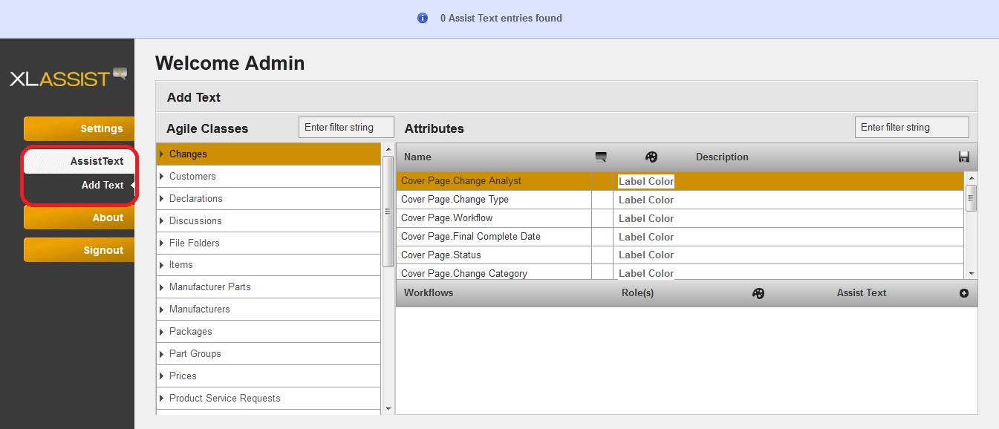 0 Assist Text entries found
XLASSIST
Settings
AssistText
Add Text
About
Signout
Welcome Admin
Add Text
Agile Classes
Enter filter string
Changes
Customers
Declarations
Discussions
File Folders
Items
Manufacturer Parts
Manufacturers
Packages
Part Groups
Prices
Product Service Requests
Attributes
Enter filter string
Name Description
Cover Page.Change Analyst Label Color
Cover Page.Change Type Label Color
Cover Page.Workflow Label Color
Cover Page.Final Complete Date Label Color
Cover Page.Status Label Color
Cover Page.Change Category Label Color
Workflows Role(s) Assist Text